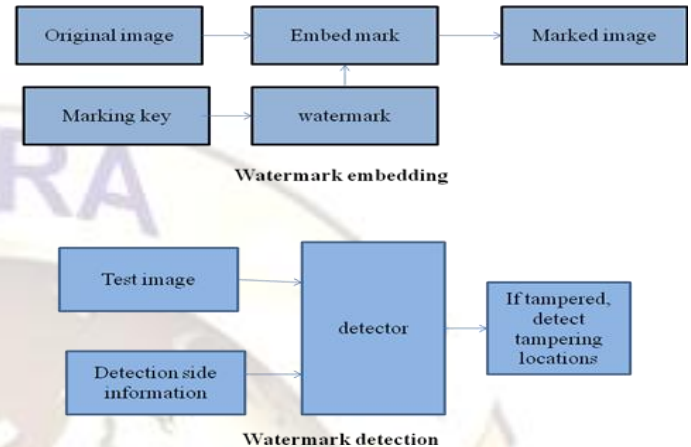 Original image
Embed mark
Marked image
Marking key
watermark
Watermark embedding
RA
Test image
detector
If tampered,
detect
tampering
locations
Detection side
information
Watermark detection